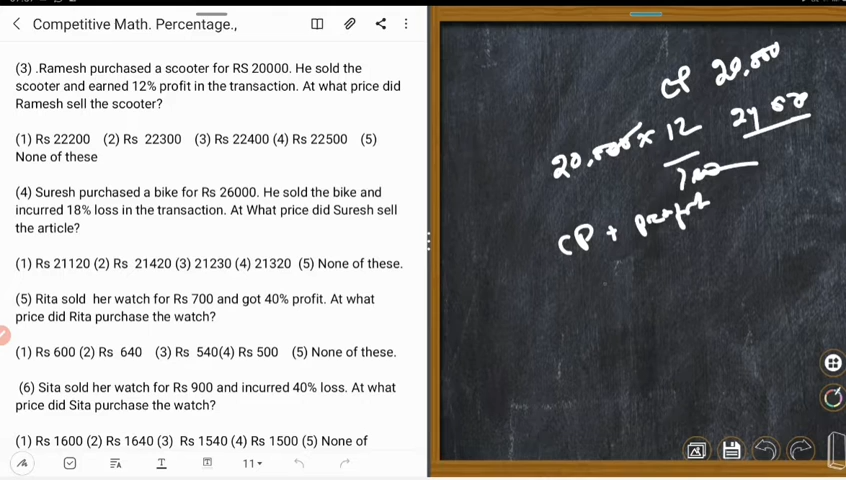 Competitive Math. Percentage.,
(3) .Ramesh purchased a scooter for RS 20000. He sold the
scooter and earned 12% profit in the transaction. At what price did
Ramesh sell the scooter?
(1) Rs 22200 (2) Rs 22300 (3) Rs 22400 (4) Rs 22500 (5)
None of these
(4) Suresh purchased a bike for Rs 26000. He sold the bike and
incurred 18% loss in the transaction. At What price did Suresh sell
the article?
(1) Rs 21120 (2) Rs 21420 (3) 21230 (4) 21320 (5) None of these.
(5) Rita sold her watch for Rs 700 and got 40% profit. At what
price did Rita purchase the watch?
(1) Rs 600 (2) Rs 640 (3) Rs 540(4) Rs 500 (5) None of these.
(6) Sita sold her watch for Rs 900 and incurred 40% loss. At what
price did Sita purchase the watch?
(1) Rs 1600 (2) Rs 1640 (3) Rs 1540 (4) Rs 1500 (5) None of
11
CP 20,000
20,000 x 12
CP +